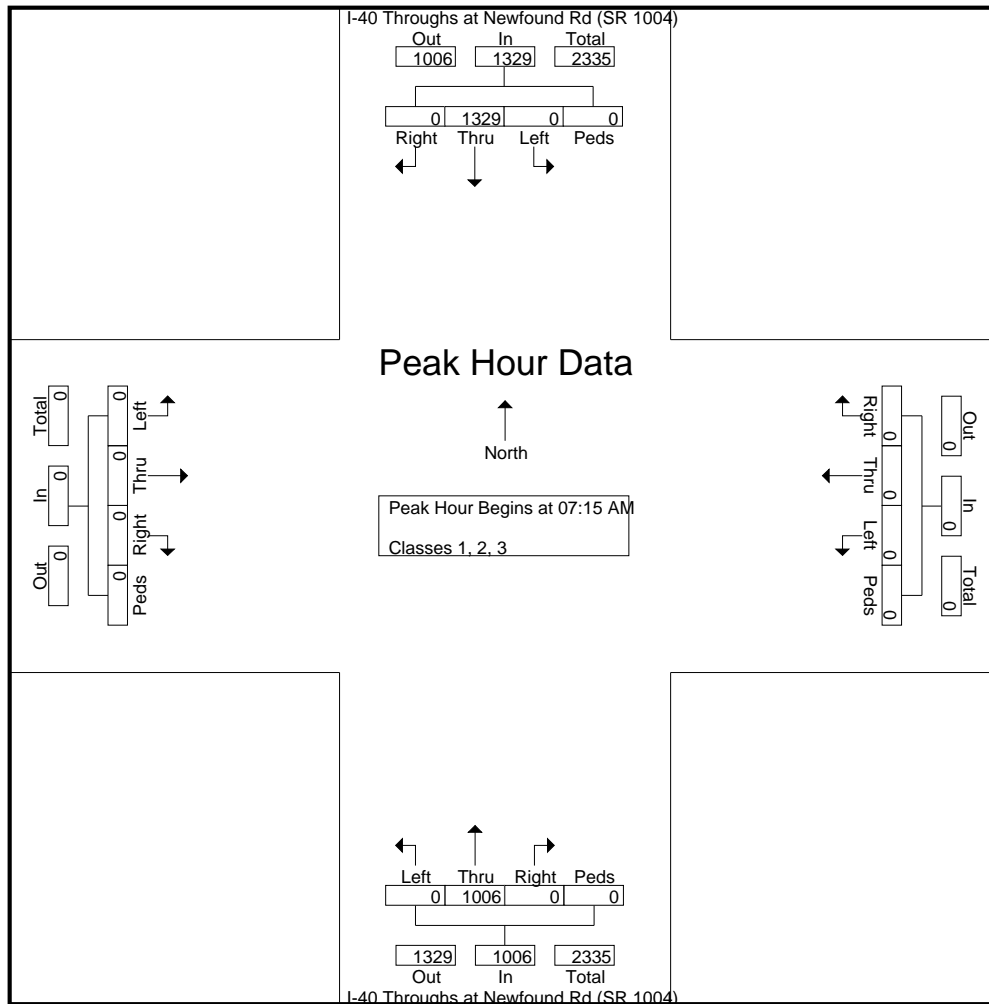 I-40 Throughs at Newfound Rd (SR 1004)
Out In Total
1006 1329 2335
0 1329 0 0
Right Thru Left Peds
Peak Hour Data
North
Peak Hour Begins at 07:15 AM
Classes 1, 2, 3
Total In Out
0 0 0
0 0 0 0
Left Thru Right Peds
Right Thru Left Peds
0 0 0 0
Out In Total
0 0 0
Left Thru Right Peds
0 1006 0 0
1329 1006 2335
Out In Total
I-40 Throughs at Newfound Rd (SR 1004)